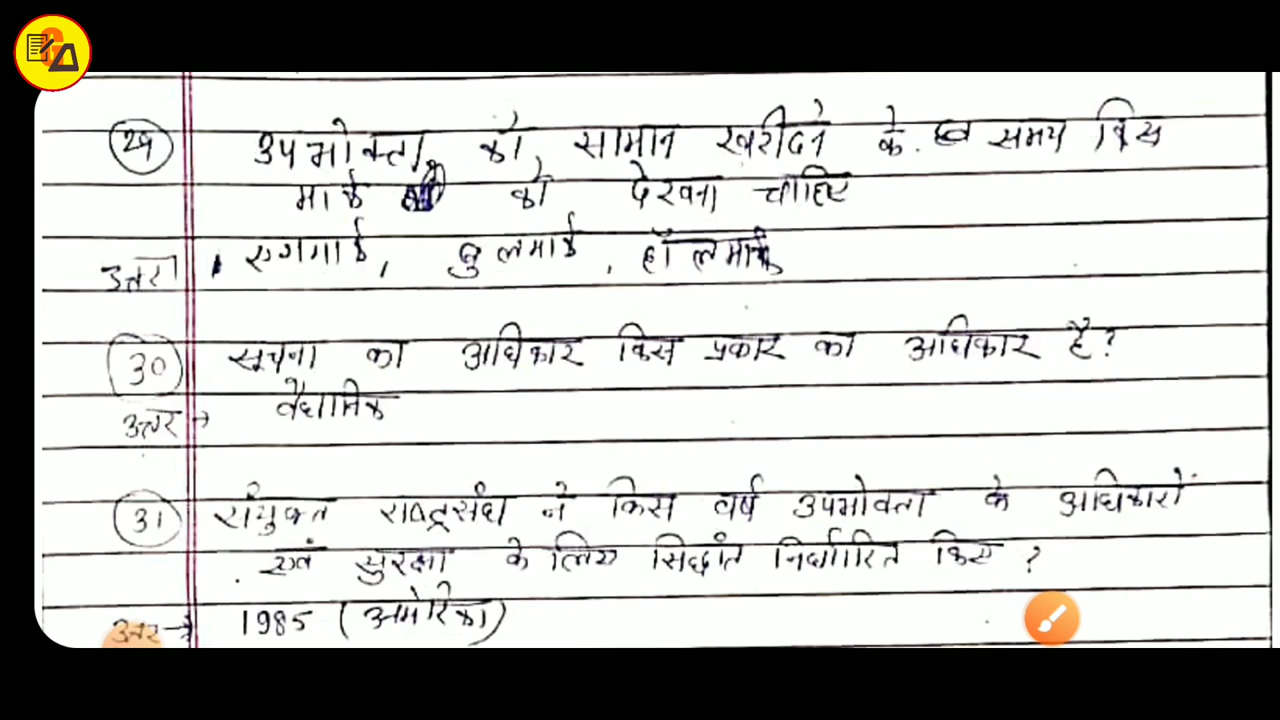 29 उपभोक्ता को सामान खरीदने के समय किस
मार्क को देखना चाहिए
उत्तर एगमार्क, वुलमार्क, हॉलमार्क
30 सूचना का अधिकार किस प्रकार का अधिकार है?
उत्तर → वैधानिक
31 संयुक्त राष्ट्रसंघ ने किस वर्ष उपभोक्ता के अधिकारों
एवं सुरक्षा के लिए सिद्धांत निर्धारित किए ?
उत्तर → 1985 (अमेरिका)